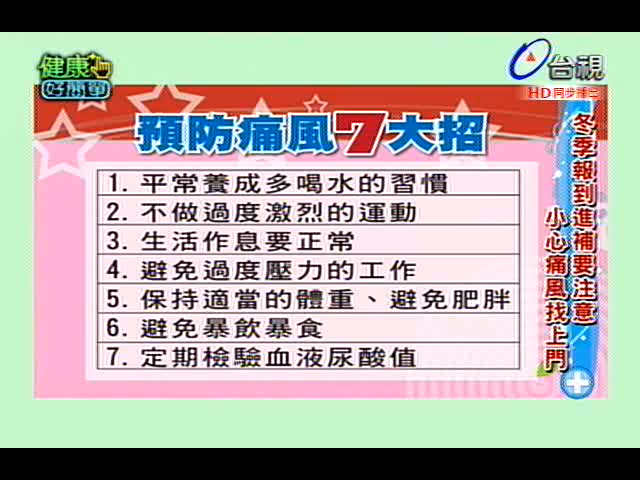 健康
好簡單
台視
HD同步播出
預防痛風7大招
1. 平常養成多喝水的習慣
2. 不做過度激烈的運動
3. 生活作息要正常
4. 避免過度壓力的工作
5. 保持適當的體重、避免肥胖
6. 避免暴飲暴食
7. 定期檢驗血液尿酸值
冬季報到進補要注意
小心痛風找上門